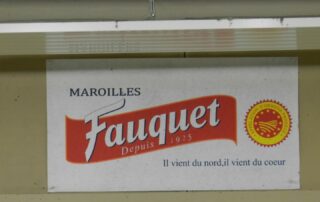 MAROILLES
Fauquet
Depuis 1925
Il vient du nord,il vient du coeur